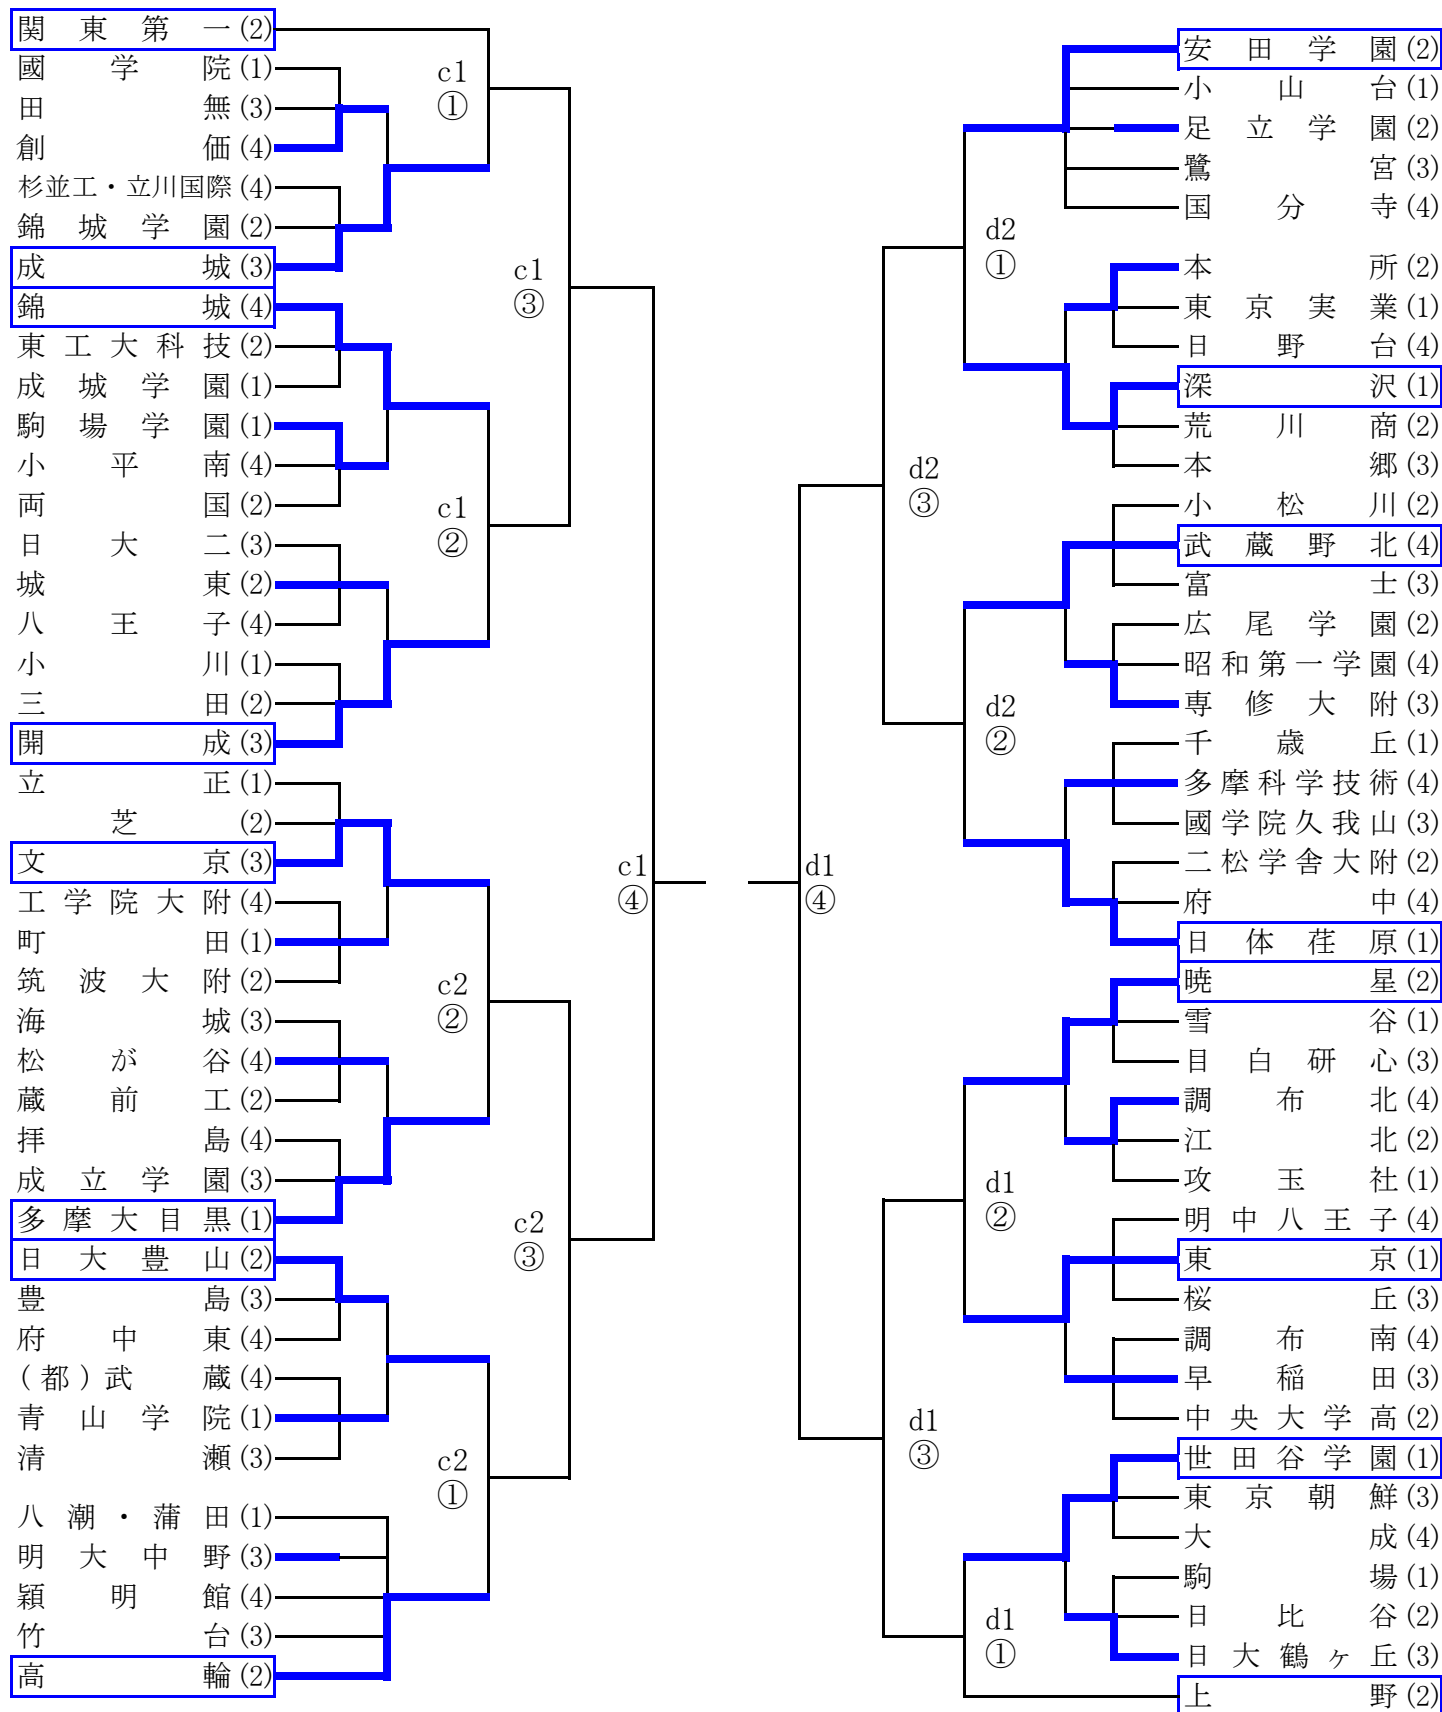 関東第一(2)
國学院(1)
田無(3)
創価(4)
杉並工・立川国際(4)
錦城学園(2)
成城(3)
錦城(4)
東工大科技(2)
成城学園(1)
駒場学園(1)
小平南(4)
両国(2)
日大二(3)
城東(2)
八王子(4)
小川(1)
三田(2)
開成(3)
立正(1)
芝(2)
文京(3)
工学院大附(4)
町田(1)
筑波大附(2)
海城(3)
松が谷(4)
蔵前工(2)
拝島(4)
成立学園(3)
多摩大目黒(1)
日大豊山(2)
豊島(3)
府中東(4)
(都)武蔵(4)
青山学院(1)
清瀬(3)
八潮・蒲田(1)
明大中野(3)
穎明館(4)
竹台(3)
高輪(2)
c1
①
c1
③
c1
②
c1
④
c2
②
c2
③
c2
①
d2
①
d2
③
d2
②
d1
④
d1
②
d1
③
d1
①
安田学園(2)
小山台(1)
足立学園(2)
鷺宮(3)
国分寺(4)
本所(2)
東京実業(1)
日野台(4)
深沢(1)
荒川商(2)
本郷(3)
小松川(2)
武蔵野北(4)
富士(3)
広尾学園(2)
昭和第一学園(4)
専修大附(3)
千歳丘(1)
多摩科学技術(4)
國学院久我山(3)
二松学舎大附(2)
府中(4)
日体荏原(1)
暁星(2)
雪谷(1)
目白研心(3)
調布北(4)
江北(2)
攻玉社(1)
明中八王子(4)
東京(1)
桜丘(3)
調布南(4)
早稲田(3)
中央大学高(2)
世田谷学園(1)
東京朝鮮(3)
大成(4)
駒場(1)
日比谷(2)
日大鶴ヶ丘(3)
上野(2)